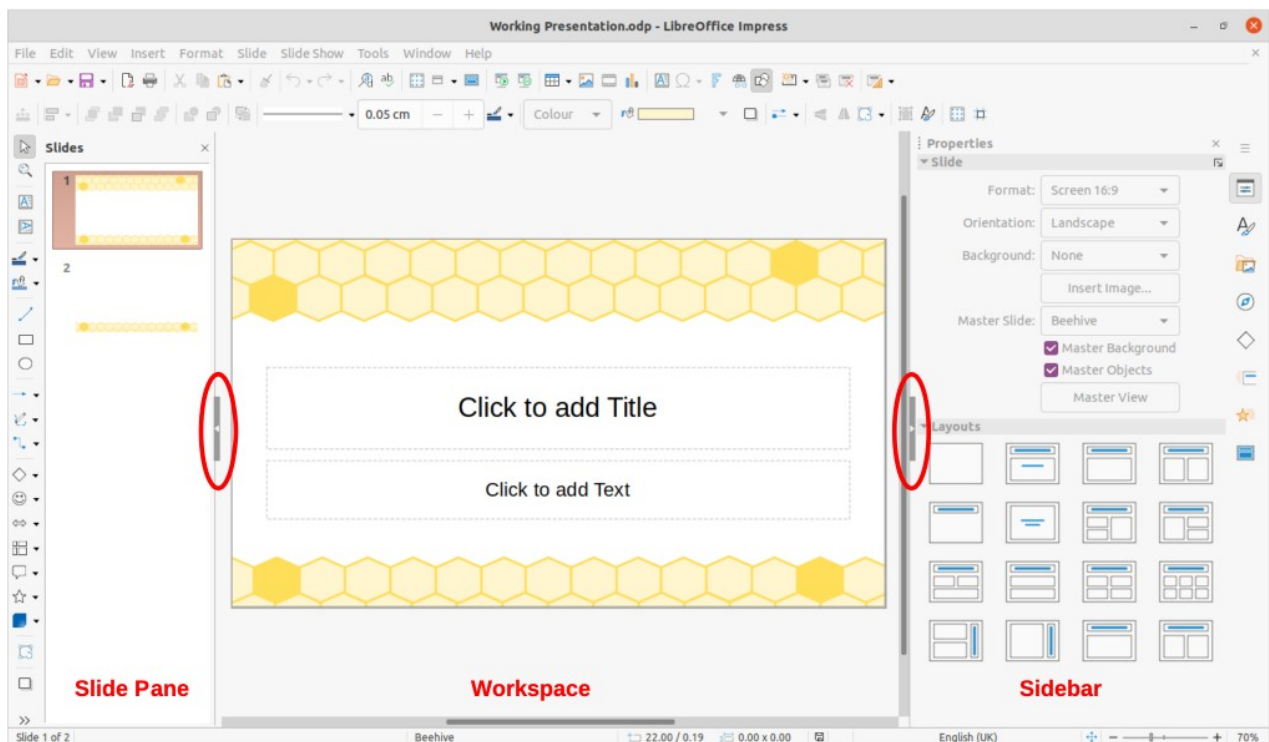 Working Presentation.odp - LibreOffice Impress
File Edit View Insert Format Slide Slide Show Tools Window Help
0.05 cm
Colour
Slides
1
2
Click to add Title
Click to add Text
Properties
Slide
Format: Screen 16:9
Orientation: Landscape
Background: None
Insert Image...
Master Slide: Beehive
Master Background
Master Objects
Master View
Layouts
Slide Pane
Workspace
Sidebar
Slide 1 of 2
Beehive
22.00 / 0.19
0.00 x 0.00
English (UK)
70%